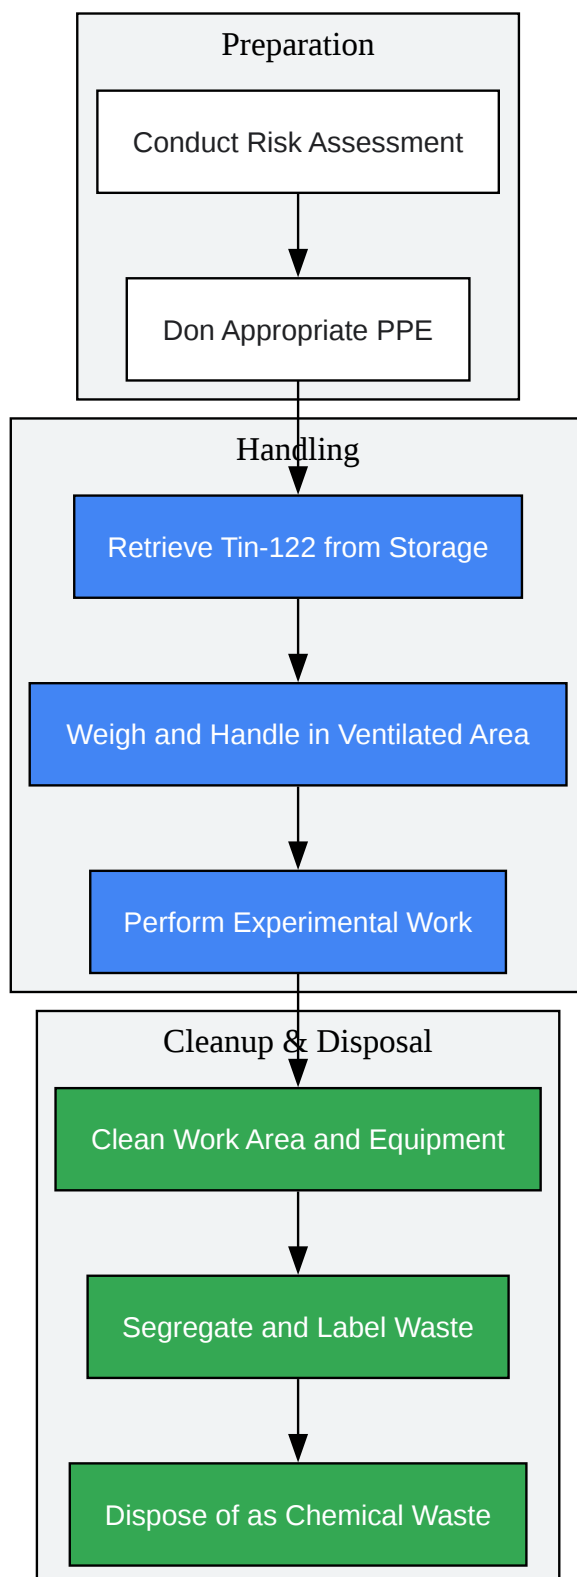 Preparation
Conduct Risk Assessment
Don Appropriate PPE
Handling
Retrieve Tin-122 from Storage
Weigh and Handle in Ventilated Area
Perform Experimental Work
Cleanup & Disposal
Clean Work Area and Equipment
Segregate and Label Waste
Dispose of as Chemical Waste